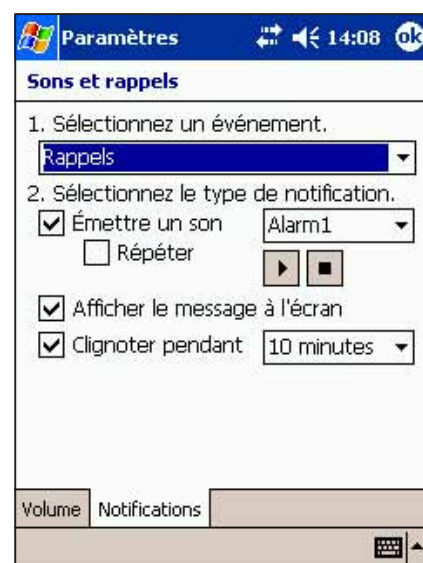 Paramètres 14:08 ok
Sons et rappels
1. Sélectionnez un événement.
Rappels
2. Sélectionnez le type de notification.
Émettre un son Alarm1
Répéter
Afficher le message à l'écran
Clignoter pendant 10 minutes
Volume Notifications